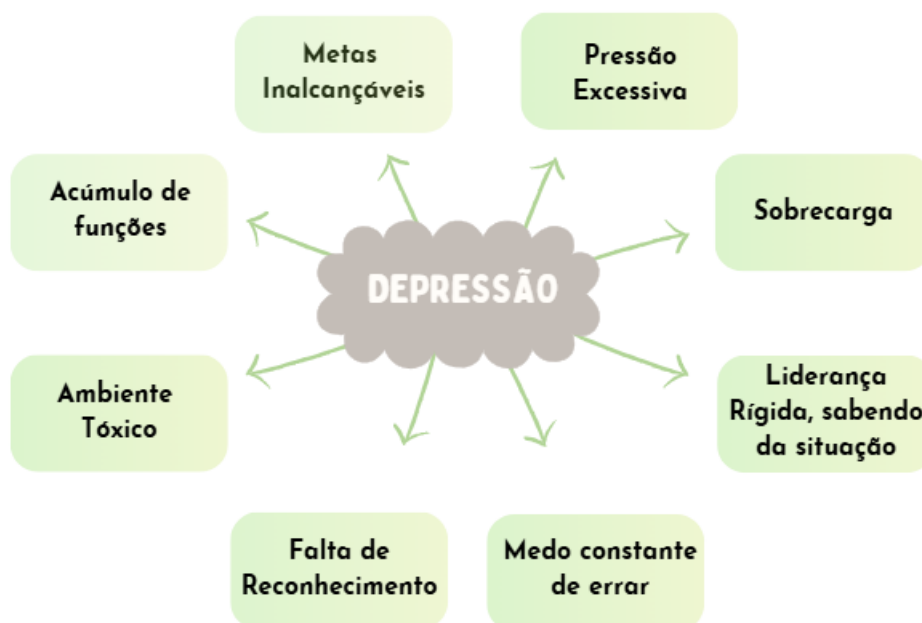 Metas
Inalcançáveis
Pressão
Excessiva
Acúmulo de
funções
Sobrecarga
DEPRESSÃO
Ambiente
Tóxico
Liderança
Rígida, sabendo
da situação
Falta de
Reconhecimento
Medo constante
de errar